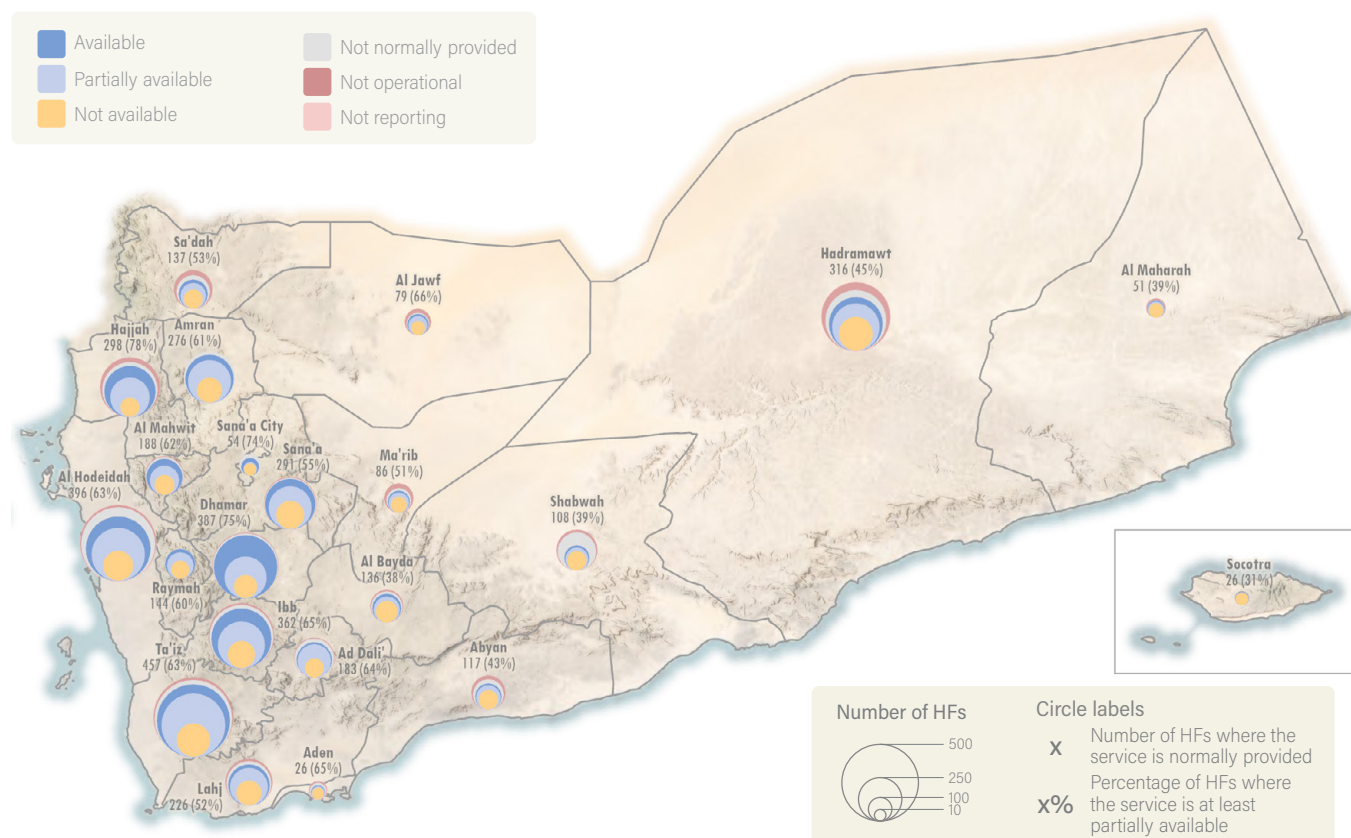 Available
Partially available
Not available
Not normally provided
Not operational
Not reporting
Sa'dah
137 (53%)
Al Jawf
79 (66%)
Hadramawt
316 (45%)
Al Maharah
51 (39%)
Hajjah
298 (78%)
Amran
276 (61%)
Al Mahwit
188 (62%)
Sana'a City
54 (74%)
Sana'a
291 (55%)
Ma'rib
86 (51%)
Al Hodeidah
396 (63%)
Dhamar
387 (75%)
Shabwah
108 (39%)
Al Bayda
136 (38%)
Raymah
144 (60%)
Ibb
362 (65%)
Socotra
26 (31%)
Ta'iz
457 (63%)
Ad Dali'
183 (64%)
Abyan
117 (43%)
Aden
26 (65%)
Lahj
226 (52%)
Number of HFs
500
250
100
10
Circle labels
x
Number of HFs where the
service is normally provided
x%
Percentage of HFs where
the service is at least
partially available